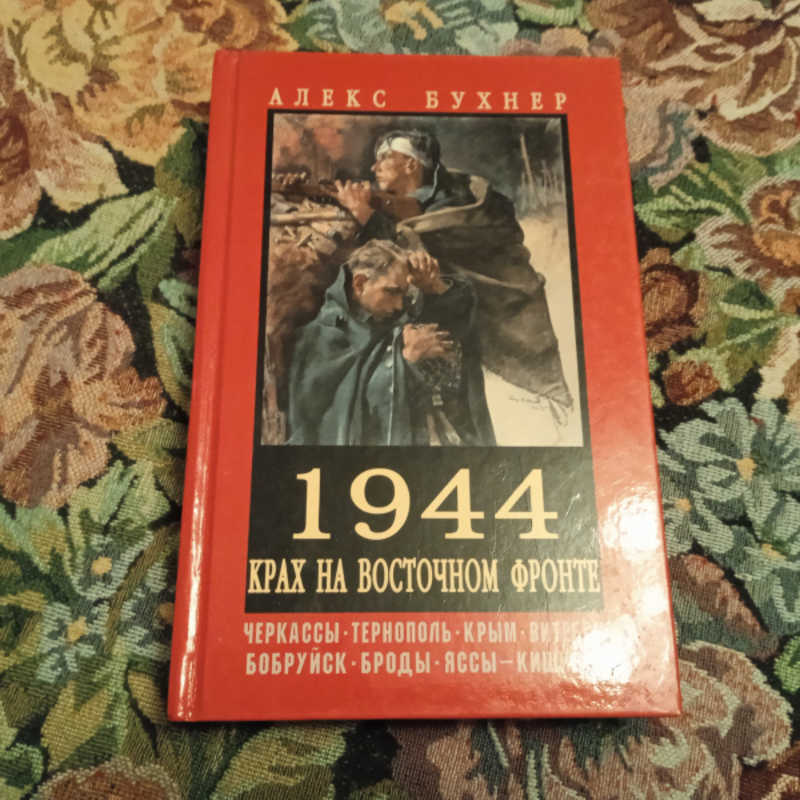 АЛЕКС БУХНЕР
1944
КРАХ НА ВОСТОЧНОМ ФРОНТЕ
ЧЕРКАССЫ · ТЕРНОПОЛЬ · КРЫМ ·
БОБРУЙСК · БРОДЫ · ЯССЫ –